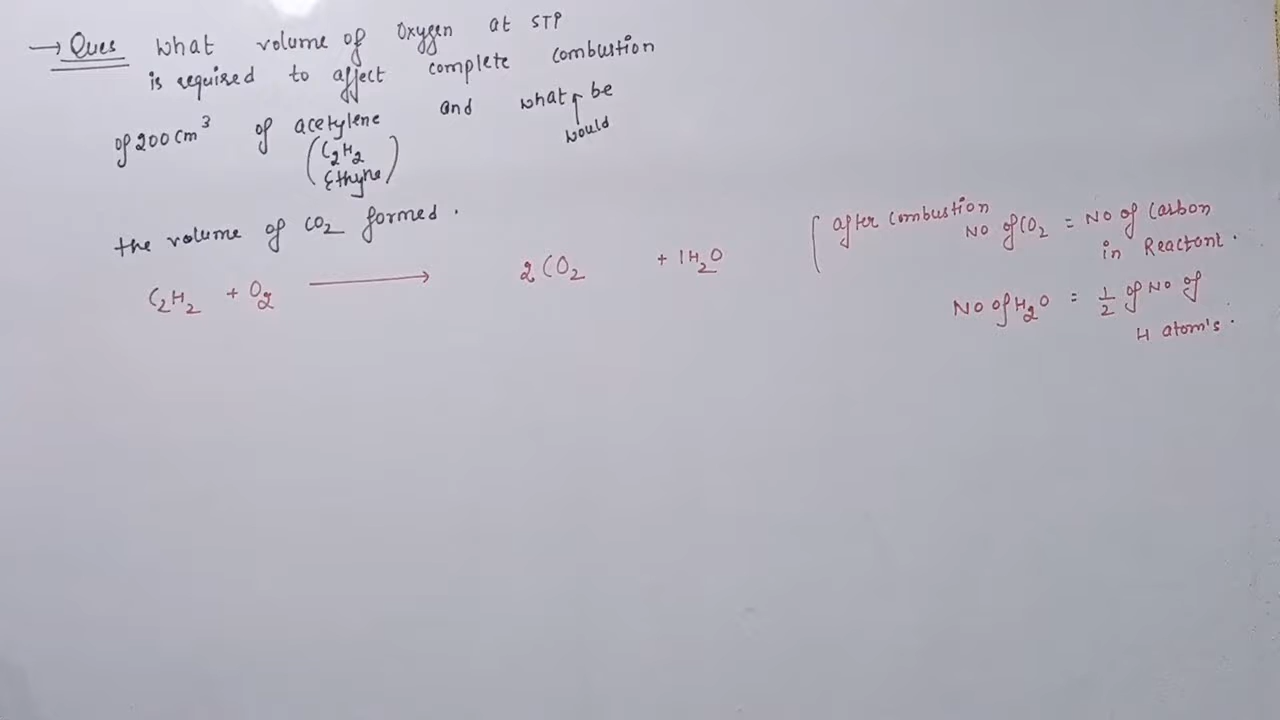 → Ques What volume of Oxygen at STP
is required to affect complete combustion
of 200 cm³ of acetylene and what be
would
(C₂H₂
Ethyne)
the volume of CO₂ formed.
C₂H₂ + O₂ ⟶ 2CO₂ + 1H₂O
after combustion
NO of CO₂ = NO of Carbon
in Reactant.
NO of H₂O = 1/2 of NO of
H atom's.